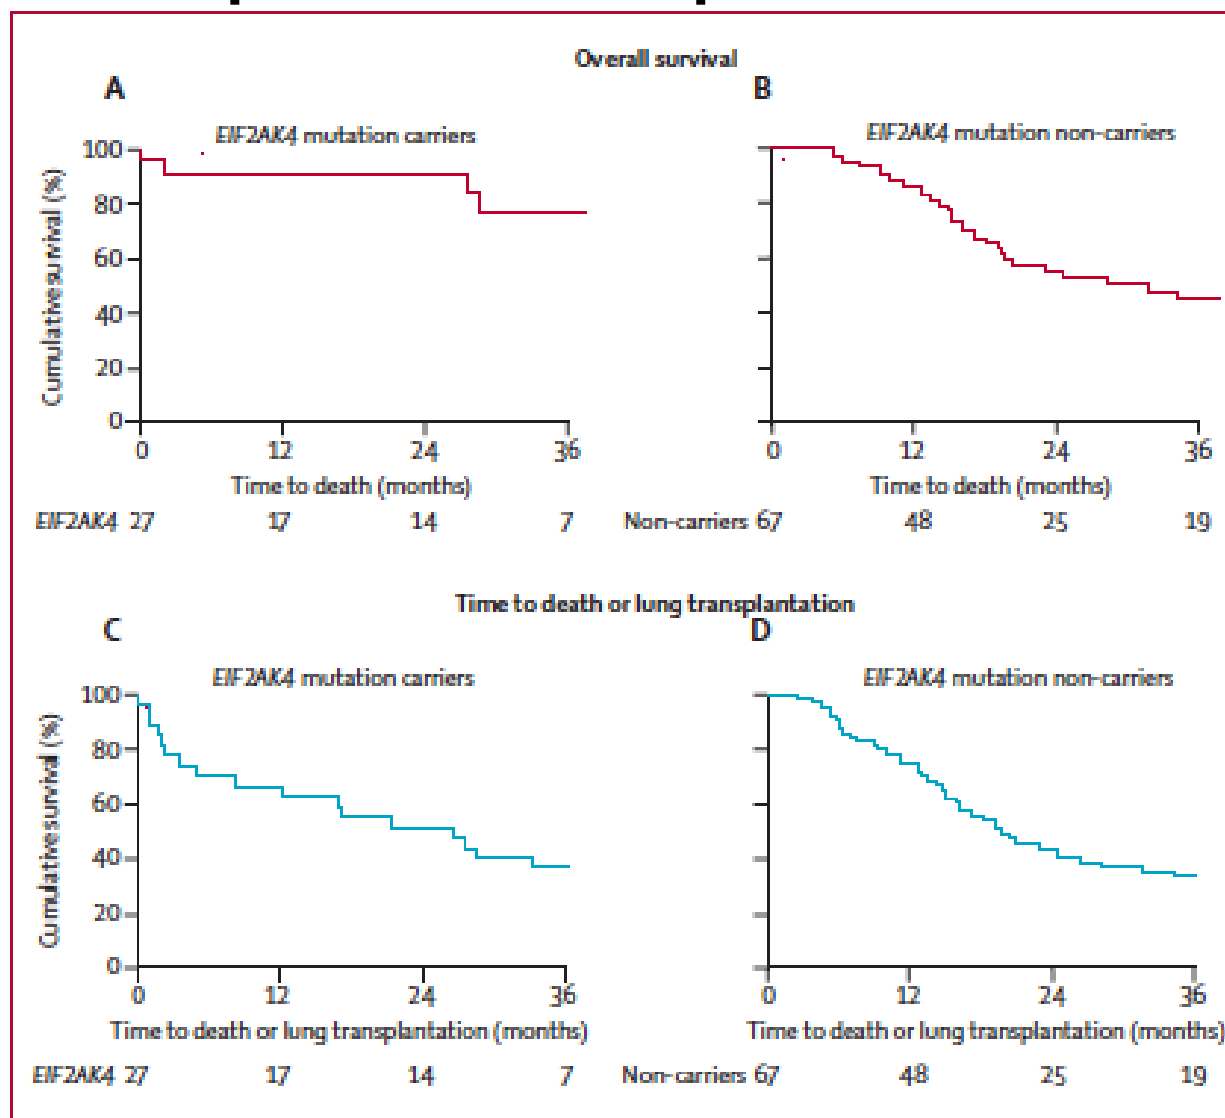 Overall survival
A
B
EIF2AK4 mutation carriers
EIF2AK4 mutation non-carriers
Cumulative survival (%)
100
80
60
40
20
0
0 12 24 36
0 12 24 36
Time to death (months)
Time to death (months)
EIF2AK4 27 17 14 7
Non-carriers 67 48 25 19
Time to death or lung transplantation
C
D
EIF2AK4 mutation carriers
EIF2AK4 mutation non-carriers
Cumulative survival (%)
100
80
60
40
20
0
0 12 24 36
0 12 24 36
Time to death or lung transplantation (months)
Time to death or lung transplantation (months)
EIF2AK4 27 17 14 7
Non-carriers 67 48 25 19